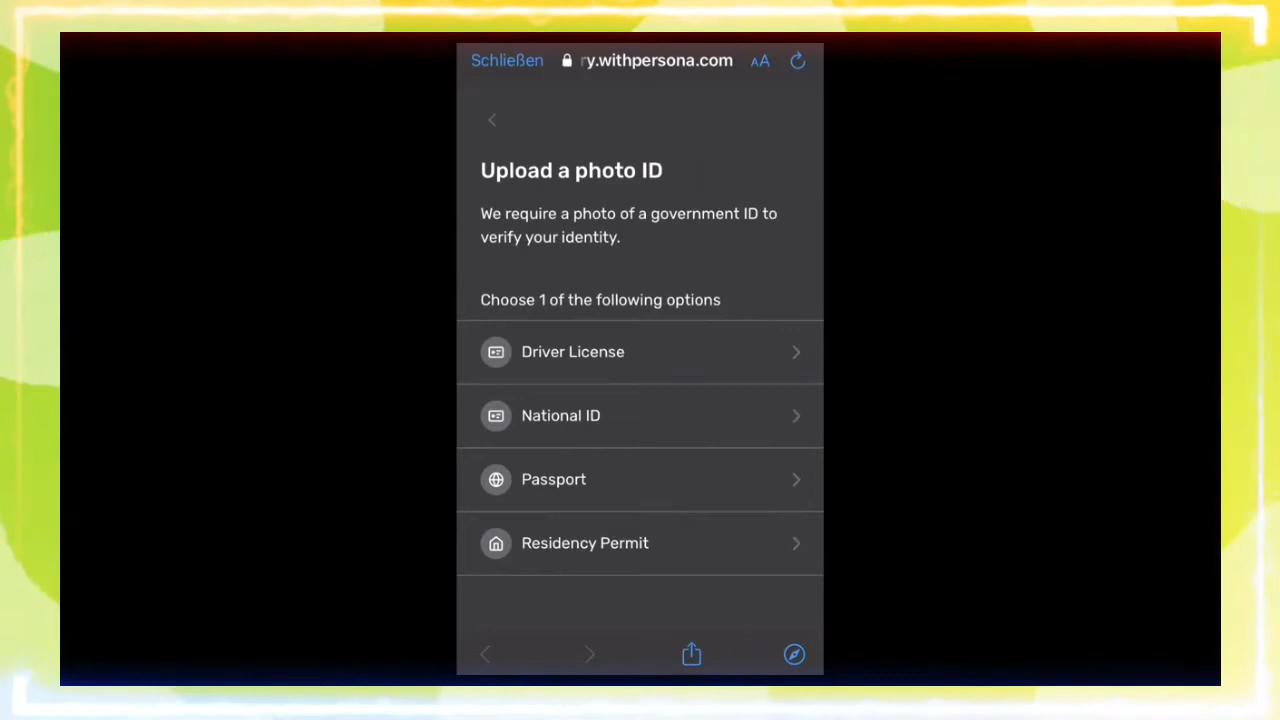 Schließen
ry.withpersona.com
AA
Upload a photo ID
We require a photo of a government ID to
verify your identity.
Choose 1 of the following options
Driver License
National ID
Passport
Residency Permit